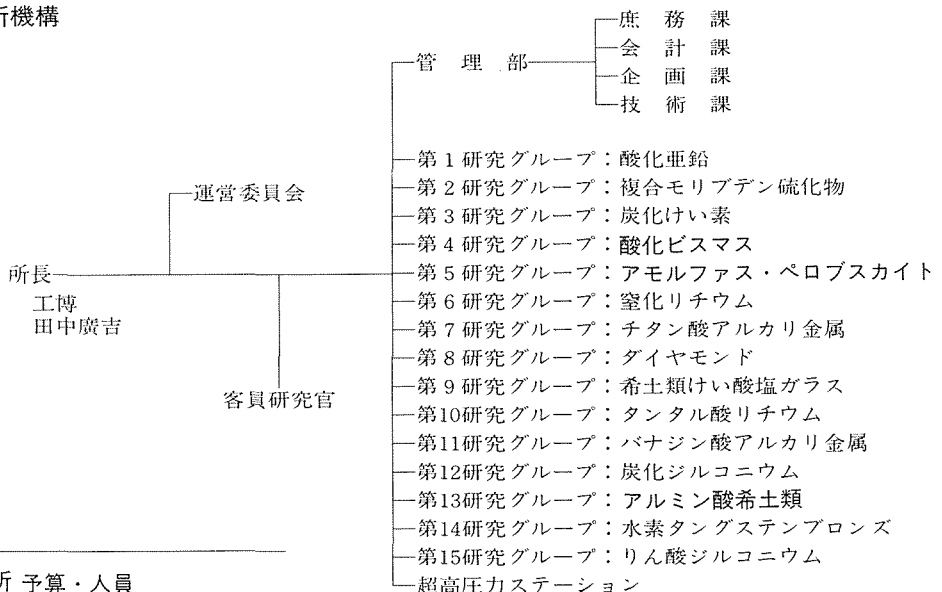 所機構
庶務課
会計課
管理部
企画課
技術課
第1研究グループ：酸化亜鉛
第2研究グループ：複合モリブデン硫化物
運営委員会
第3研究グループ：炭化けい素
第4研究グループ：酸化ビスマス
所長
第5研究グループ：アモルファス・ペロブスカイト
工博
第6研究グループ：窒化リチウム
田中廣吉
第7研究グループ：チタン酸アルカリ金属
第8研究グループ：ダイヤモンド
客員研究官
第9研究グループ：希土類けい酸塩ガラス
第10研究グループ：タンタル酸リチウム
第11研究グループ：バナジン酸アルカリ金属
第12研究グループ：炭化ジルコニウム
第13研究グループ：アルミン酸希土類
第14研究グループ：水素タングステンブロンズ
第15研究グループ：りん酸ジルコニウム
所 予算・人員
超高圧力ステーション